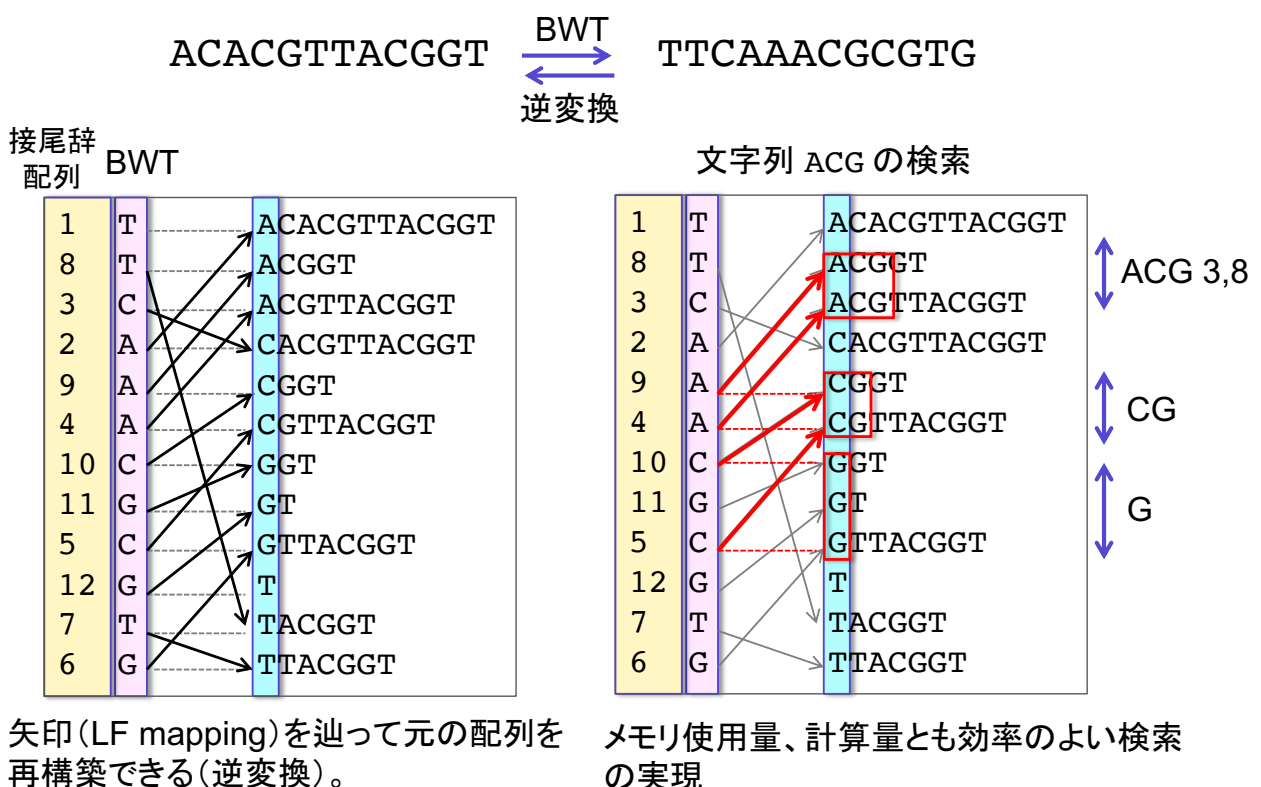 ACACGTTACGGT BWT TTCAAACGCGTG
逆変換
接尾辞
配列 BWT
1 T ACACGTTACGGT
8 T ACGGT
3 C ACGTTACGGT
2 A CACGTTACGGT
9 A CGGT
4 A CGTTACGGT
10 C GGT
11 G GT
5 C GTTACGGT
12 G T
7 T TACGGT
6 G TTACGGT
矢印(LF mapping)を辿って元の配列を
再構築できる(逆変換)。
文字列 ACG の検索
1 T ACACGTTACGGT
8 T ACGGT
3 C ACGTTACGGT
2 A CACGTTACGGT
9 A CGGT
4 A CGTTACGGT
10 C GGT
11 G GT
5 C GTTACGGT
12 G T
7 T TACGGT
6 G TTACGGT
ACG 3,8
CG
G
メモリ使用量、計算量とも効率のよい検索
の実現